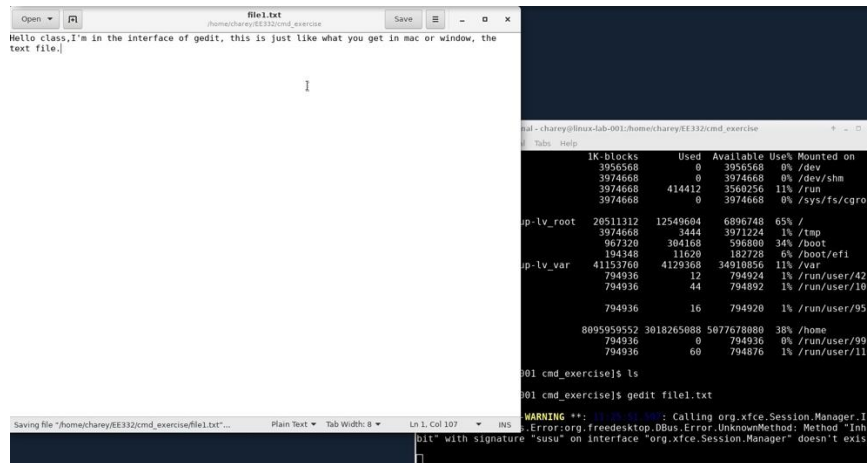 Open
file1.txt
/home/charey/EE332/cmd_exercise
Save
Hello class,I'm in the interface of gedit, this is just like what you get in mac or window, the
text file.
Saving file "/home/charey/EE332/cmd_exercise/file1.txt"...
Plain Text
Tab Width: 8
Ln 1, Col 107
INS
nal - charey@linux-lab-001:/home/charey/EE332/cmd_exercise
Tabs Help
1K-blocks Used Available Use% Mounted on
3956568 0 3956568 0% /dev
3974668 0 3974668 0% /dev/shm
3974668 414412 3560256 11% /run
3974668 0 3974668 0% /sys/fs/cgro
up-lv_root 20511312 12549604 6896748 65% /
3974668 3444 3971224 1% /tmp
967320 304168 596800 34% /boot
194348 11620 182728 6% /boot/efi
up-lv_var 41153760 4129368 34910856 11% /var
794936 12 794924 1% /run/user/42
794936 44 794892 1% /run/user/10
794936 16 794920 1% /run/user/95
8095959552 3018265088 5077678080 38% /home
794936 0 794936 0% /run/user/99
794936 60 794876 1% /run/user/11
001 cmd_exercise]$ ls
001 cmd_exercise]$ gedit file1.txt
-WARNING **: : Calling org.xfce.Session.Manager.I
s.Error:org.freedesktop.DBus.Error.UnknownMethod: Method "Inh
bit" with signature "susu" on interface "org.xfce.Session.Manager" doesn't exis